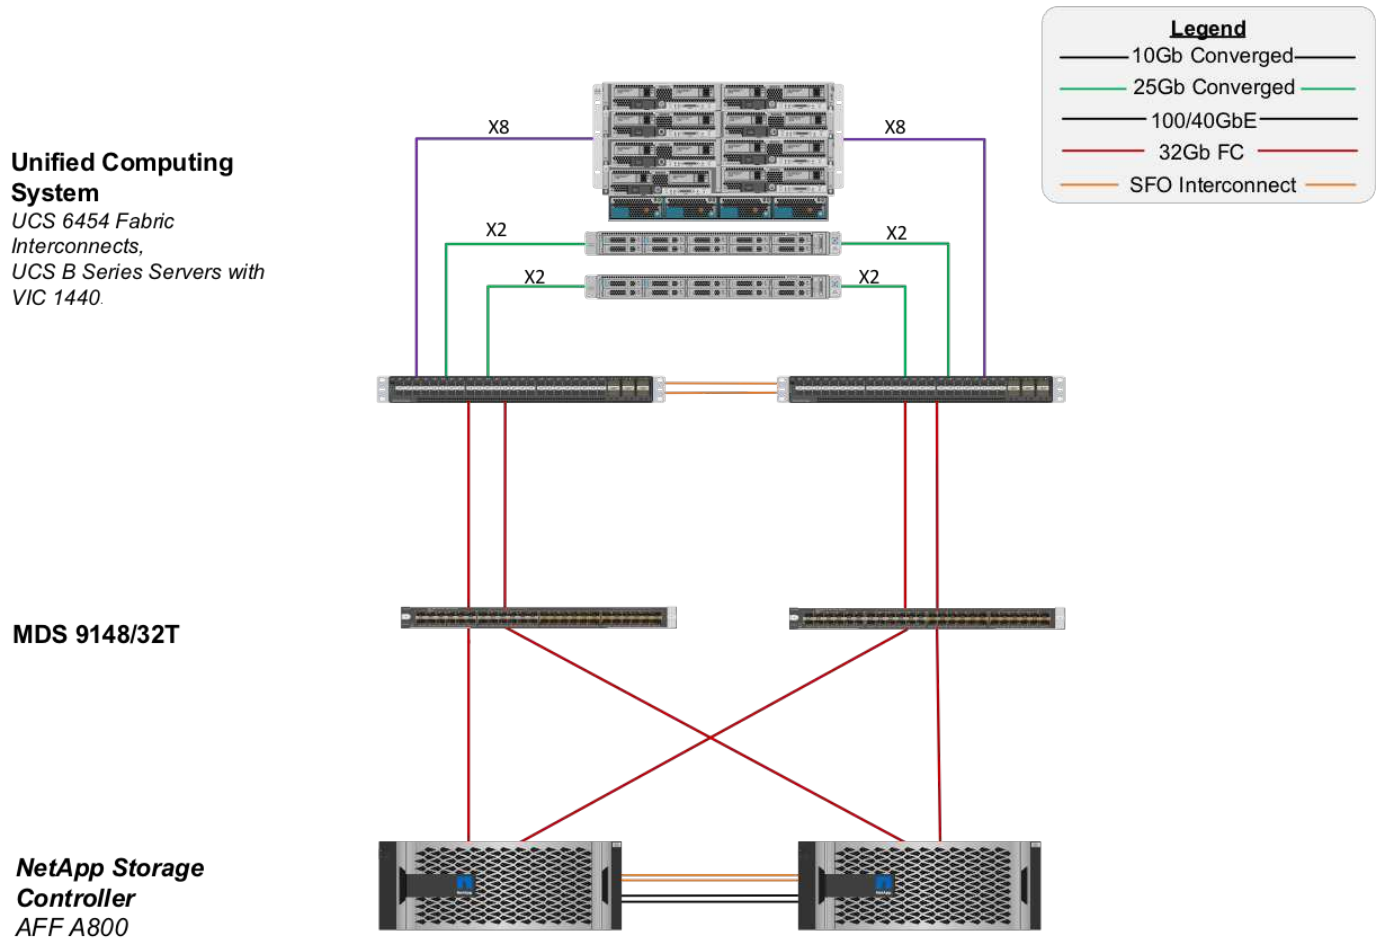 Legend
10Gb Converged
25Gb Converged
100/40GbE
32Gb FC
SFO Interconnect
X8
X8
Unified Computing
System
UCS 6454 Fabric
Interconnects,
UCS B Series Servers with
VIC 1440.
X2
X2
X2
X2
MDS 9148/32T
NetApp Storage
Controller
AFF A800
NetApp
NetApp